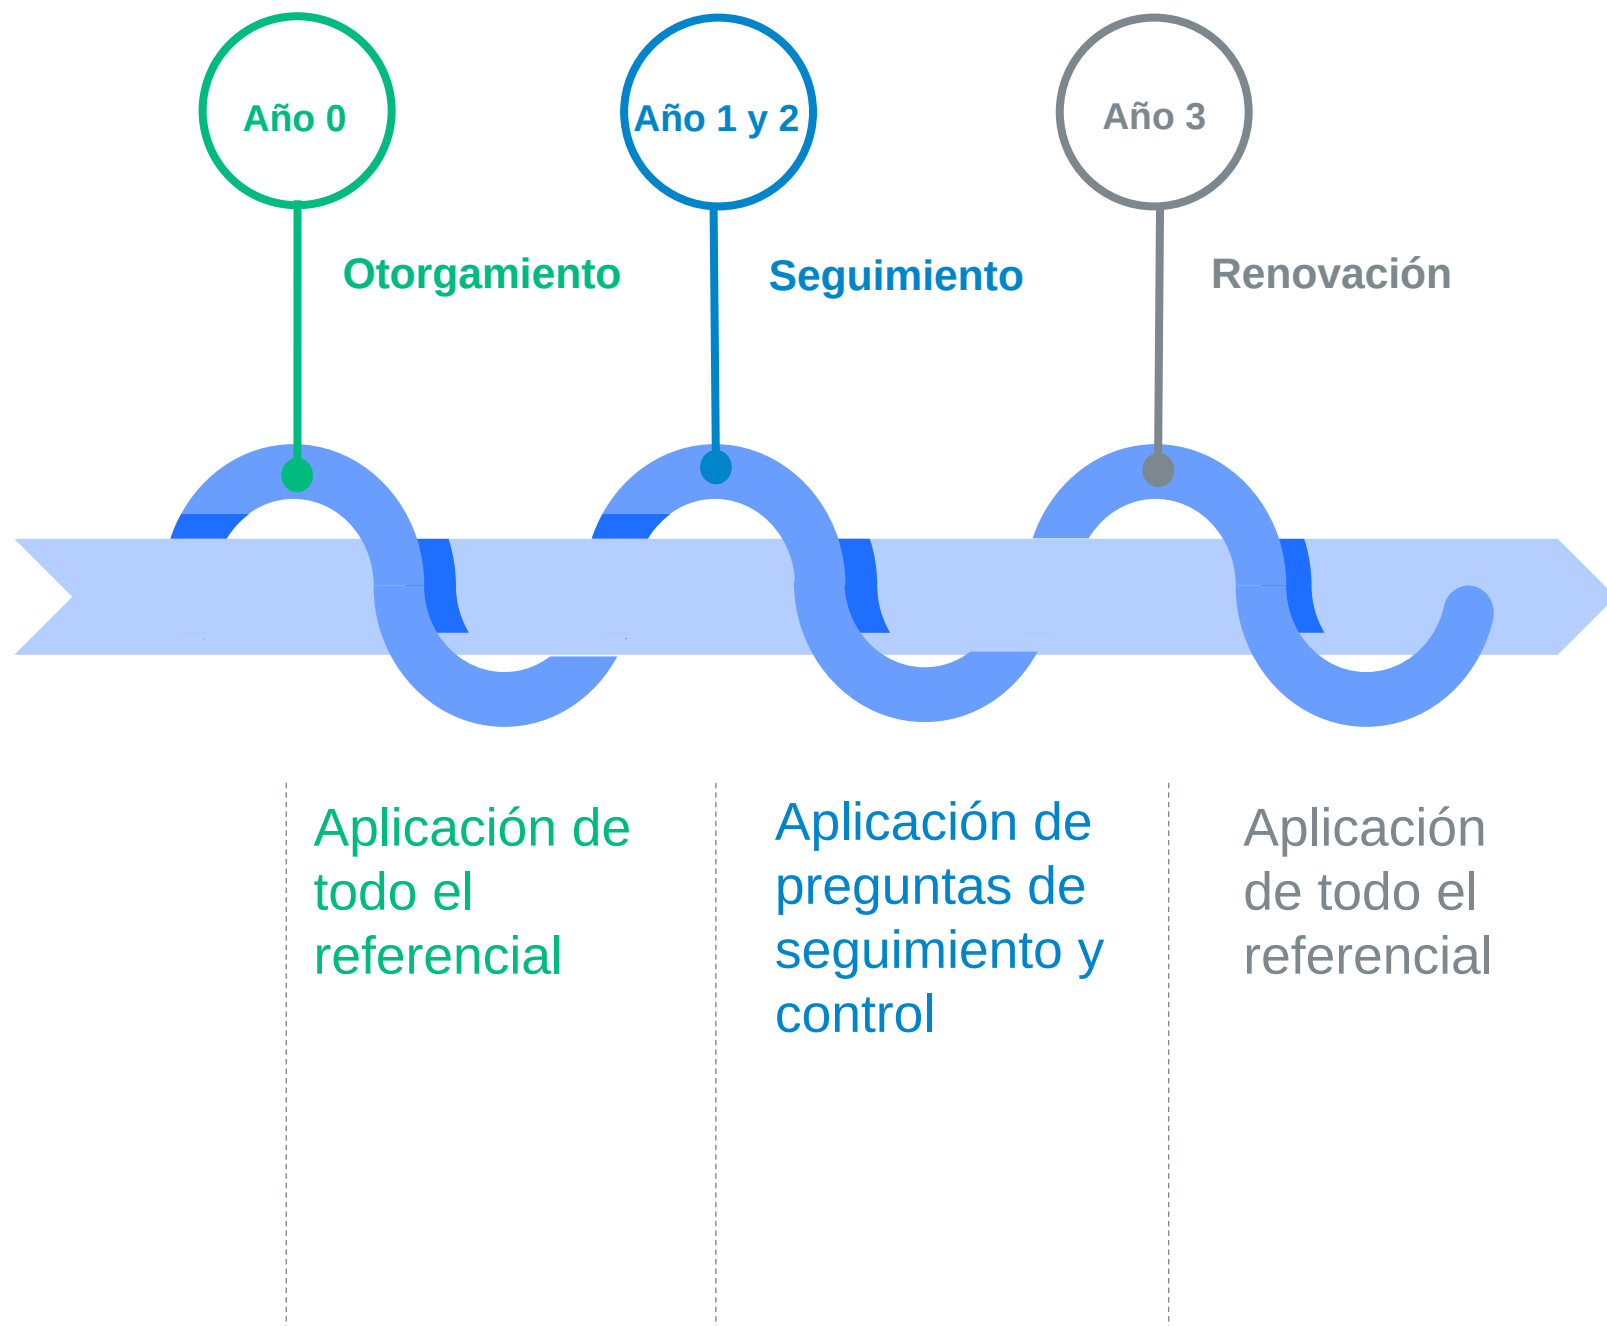 Año 0
Año 1 y 2
Año 3
Otorgamiento
Seguimiento
Renovación
Aplicación de
todo el
referencial
Aplicación de
preguntas de
seguimiento y
control
Aplicación
de todo el
referencial